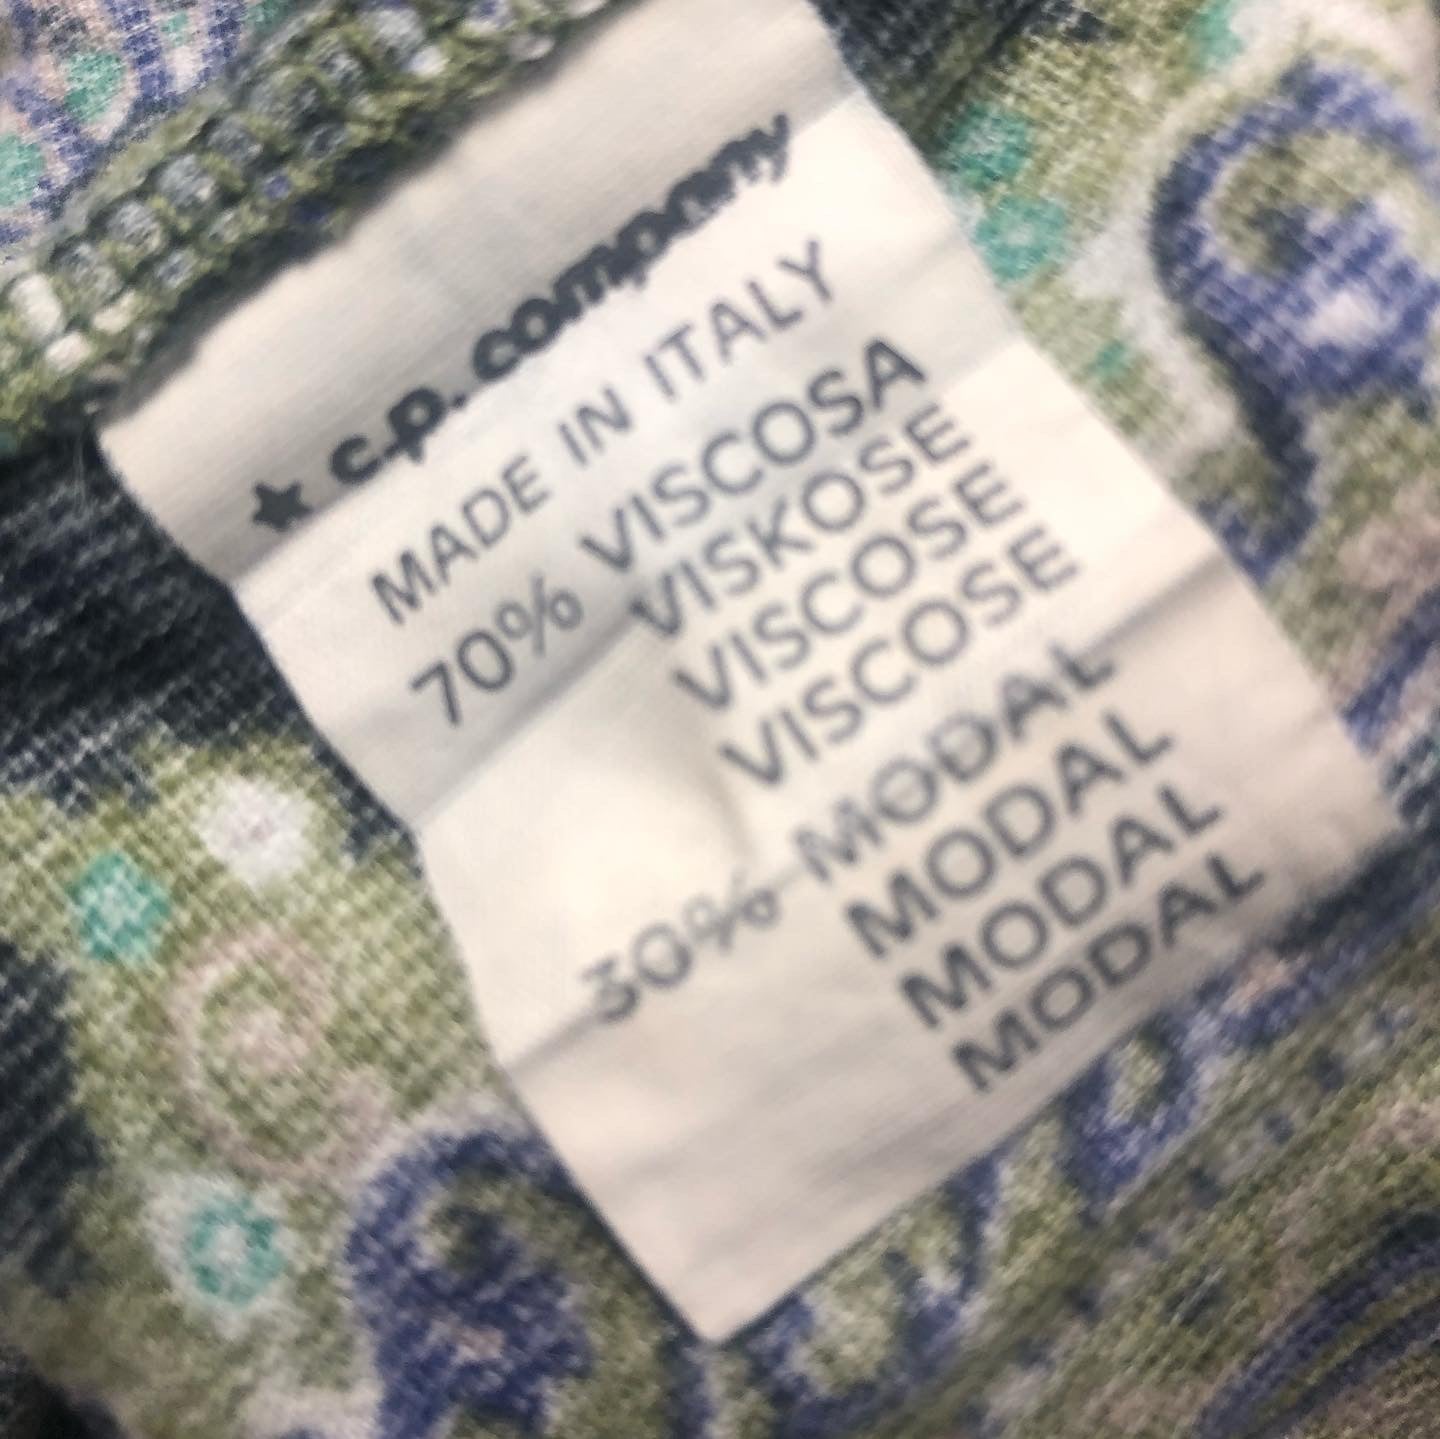 ★ c.p. company
MADE IN ITALY
70% VISCOSA
VISKOSE
VISCOSE
VISCOSE
30% MODAL
MODAL
MODAL
MODAL